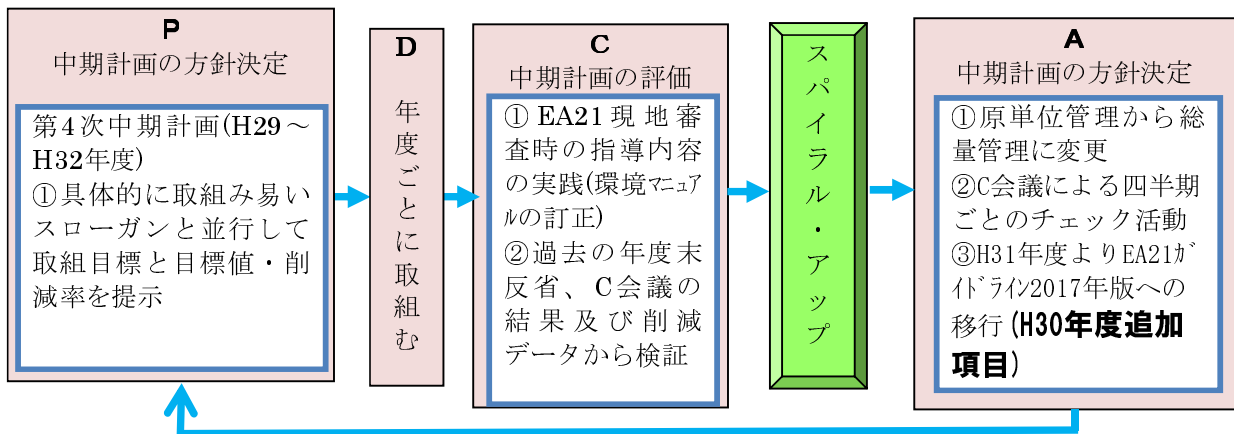 P
中期計画の方針決定
第4次中期計画(H29～
H32年度)
①具体的に取組み易い
スローガンと並行して
取組目標と目標値・削
減率を提示
D
年度ごとに取組む
C
中期計画の評価
①EA21現地審
査時の指導内容
の実践(環境ﾏﾆｭｱ
ﾙの訂正)
②過去の年度末
反省、C会議の
結果及び削減
データから検証
スパイラル・アップ
A
中期計画の方針決定
①原単位管理から総
量管理に変更
②C会議による四半期
ごとのチェック活動
③H31年度よりEA21ｶﾞ
ｲﾄﾞﾗｲﾝ2017年版への
移行(H30年度追加
項目)